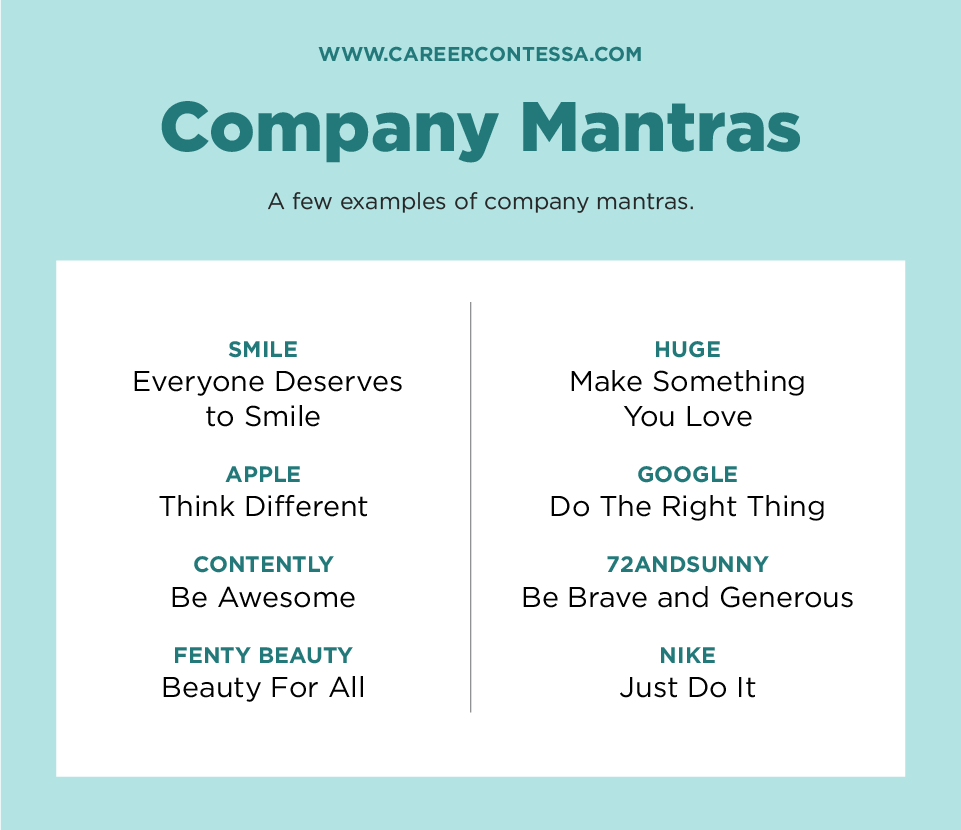 WWW.CAREERCONTESSA.COM
Company Mantras
A few examples of company mantras.
SMILE
Everyone Deserves
to Smile
APPLE
Think Different
CONTENTLY
Be Awesome
FENTY BEAUTY
Beauty For All
HUGE
Make Something
You Love
GOOGLE
Do The Right Thing
72ANDSUNNY
Be Brave and Generous
NIKE
Just Do It